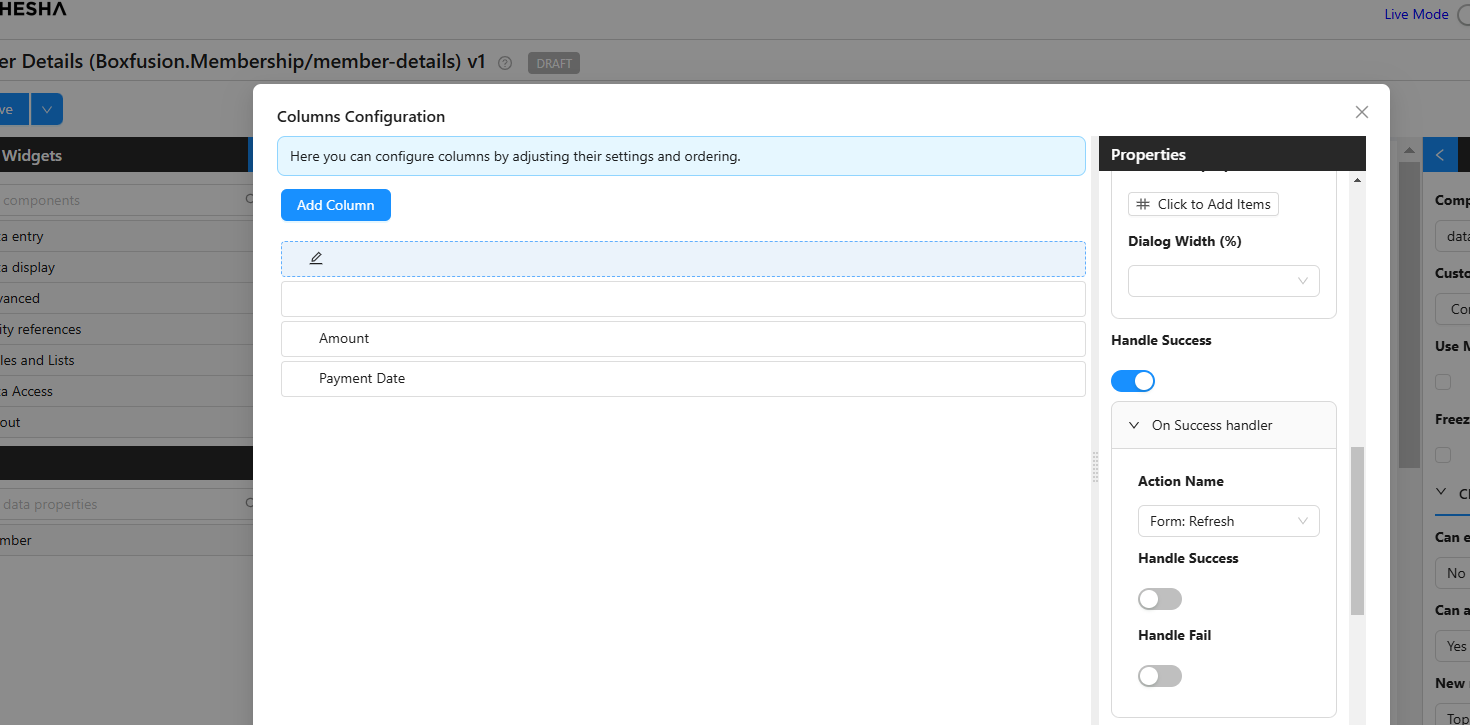 HESHA
Live Mode
er Details (Boxfusion.Membership/member-details) v1
DRAFT
ve
Widgets
components
a entry
a display
vanced
ity references
les and Lists
a Access
out
data properties
mber
Columns Configuration
Here you can configure columns by adjusting their settings and ordering.
Add Column
Amount
Payment Date
Properties
Click to Add Items
Dialog Width (%)
Handle Success
On Success handler
Action Name
Form: Refresh
Handle Success
Handle Fail
Comp
data
Custo
Co
Use M
Freez
Cl
Can e
No
Can a
Yes
New
Top